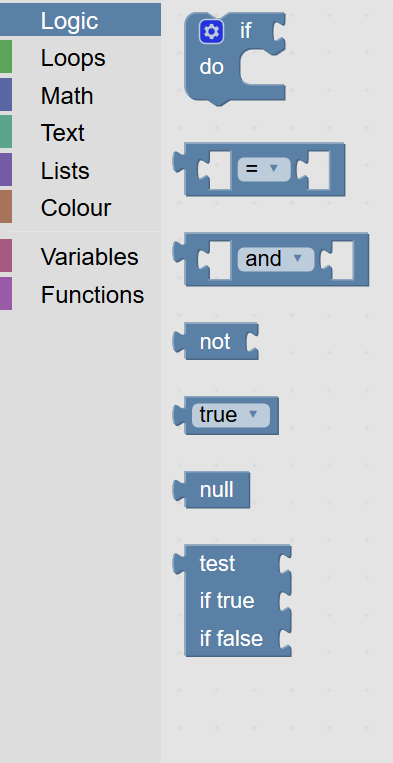 Logic
Loops
Math
Text
Lists
Colour
Variables
Functions
if
do
=
and
not
true
null
test
if true
if false